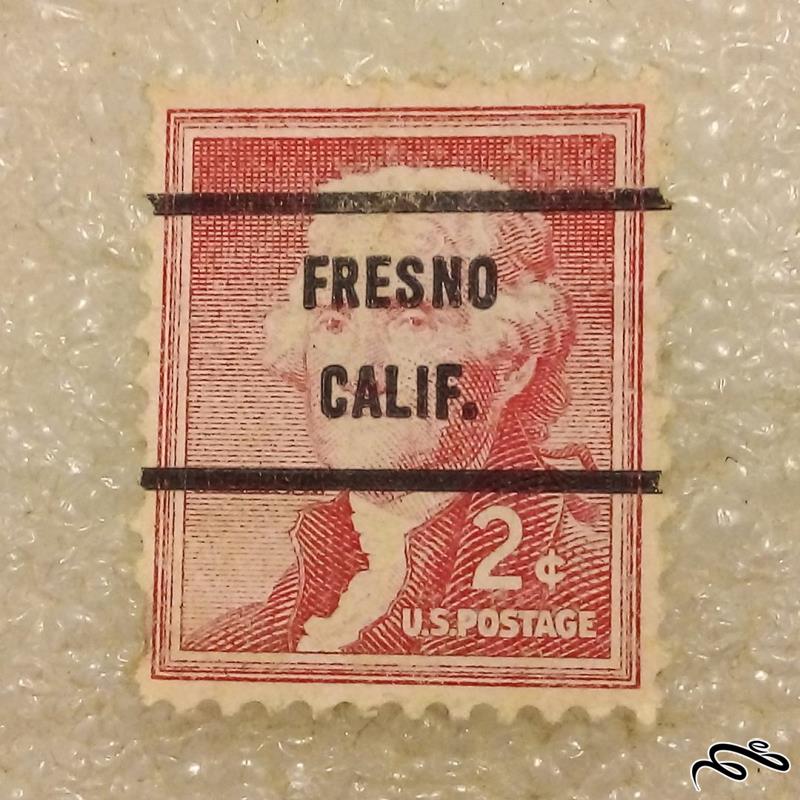 FRESNO
CALIF.
2¢
U.S.POSTAGE